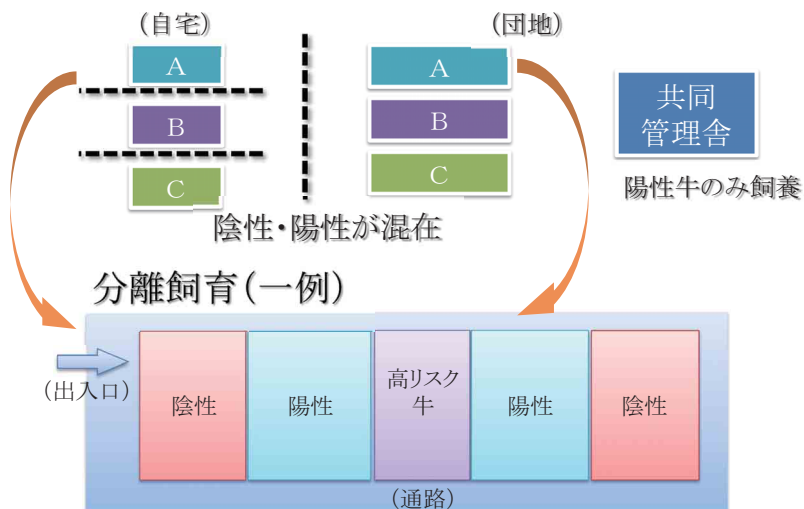 (自宅)
(団地)
A
B
C
A
B
C
共同
管理舎
陽性牛のみ飼養
陰性・陽性が混在
分離飼育(一例)
(出入口)
陰性
陽性
高リスク
牛
陽性
陰性
(通路)